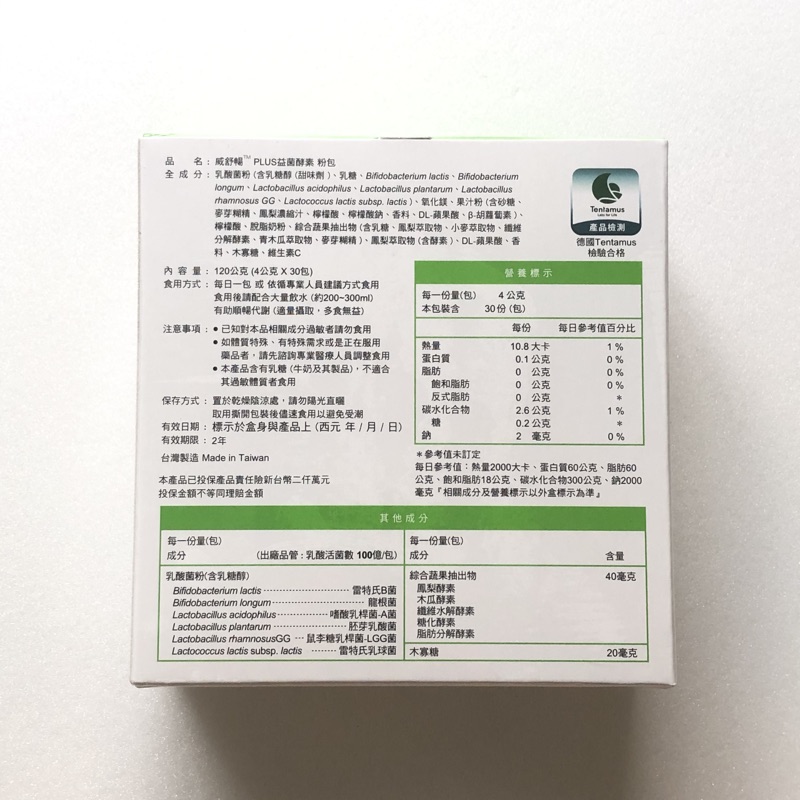 品　　名：威舒暢™ PLUS益菌酵素 粉包
全 成 分：乳酸菌粉（含乳糖醇（甜味劑）、乳糖、Bifidobacterium lactis、Bifidobacterium
longum、Lactobacillus acidophilus、Lactobacillus plantarum、Lactobacillus
rhamnosus GG、Lactococcus lactis subsp. lactis）、氧化鎂、果汁粉（含砂糖、
麥芽糊精、鳳梨濃縮汁、檸檬酸、檸檬酸鈉、香料、DL-蘋果酸、β-胡蘿蔔素）、
檸檬酸、脫脂奶粉、綜合蔬果抽出物（含乳糖、鳳梨萃取物、小麥萃取物、纖維
分解酵素、青木瓜萃取物、麥芽糊精）、鳳梨萃取物（含酵素）、DL-蘋果酸、香
料、木寡糖、維生素C
Tentamus
Labs for Life
產品檢測
德國Tentamus
檢驗合格
內 容 量：120公克 (4公克 X 30包)
食用方式：每日一包 或 依循專業人員建議方式食用
食用後請配合大量飲水 (約200~300ml)
有助順暢代謝 (適量攝取，多食無益)
注意事項：● 已知對本品相關成分過敏者請勿食用
● 如體質特殊、有特殊需求或是正在服用
藥品者，請先諮詢專業醫療人員調整食用
● 本產品含有乳糖 (牛奶及其製品)，不適合
其過敏體質者食用
保存方式：置於乾燥陰涼處，請勿陽光直曬
取用撕開包裝後儘速食用以避免受潮
有效日期：標示於盒身與產品上 (西元 年 / 月 / 日)
有效期限：2年
台灣製造 Made in Taiwan
本產品已投保產品責任險新台幣二仟萬元
投保金額不等同理賠金額
營養標示
每一份量(包)　4 公克
本包裝含　30 份 (包)
每份　每日參考值百分比
熱量　10.8 大卡　1 %
蛋白質　0.1 公克　0 %
脂肪　0 公克　0 %
飽和脂肪　0 公克　0 %
反式脂肪　0 公克　*
碳水化合物　2.6 公克　1 %
糖　0.2 公克　*
鈉　2 毫克　0 %
＊參考值未訂定
每日參考值：熱量2000大卡、蛋白質60公克、脂肪60
公克、飽和脂肪18公克、碳水化合物300公克、鈉2000
毫克『相關成分及營養標示以外盒標示為準』
其他成分
每一份量(包)
成分　(出廠品管：乳酸活菌數 100億/包)
乳酸菌粉(含乳糖醇)
Bifidobacterium lactis ············ 雷特氏B菌
Bifidobacterium longum ············ 龍根菌
Lactobacillus acidophilus ············ 嗜酸乳桿菌-A菌
Lactobacillus plantarum ············ 胚芽乳酸菌
Lactobacillus rhamnosusGG ··· 鼠李糖乳桿菌-LGG菌
Lactococcus lactis subsp. lactis ······· 雷特氏乳球菌
每一份量(包)
成分　含量
綜合蔬果抽出物　40毫克
鳳梨酵素
木瓜酵素
纖維水解酵素
糖化酵素
脂肪分解酵素
木寡糖　20毫克